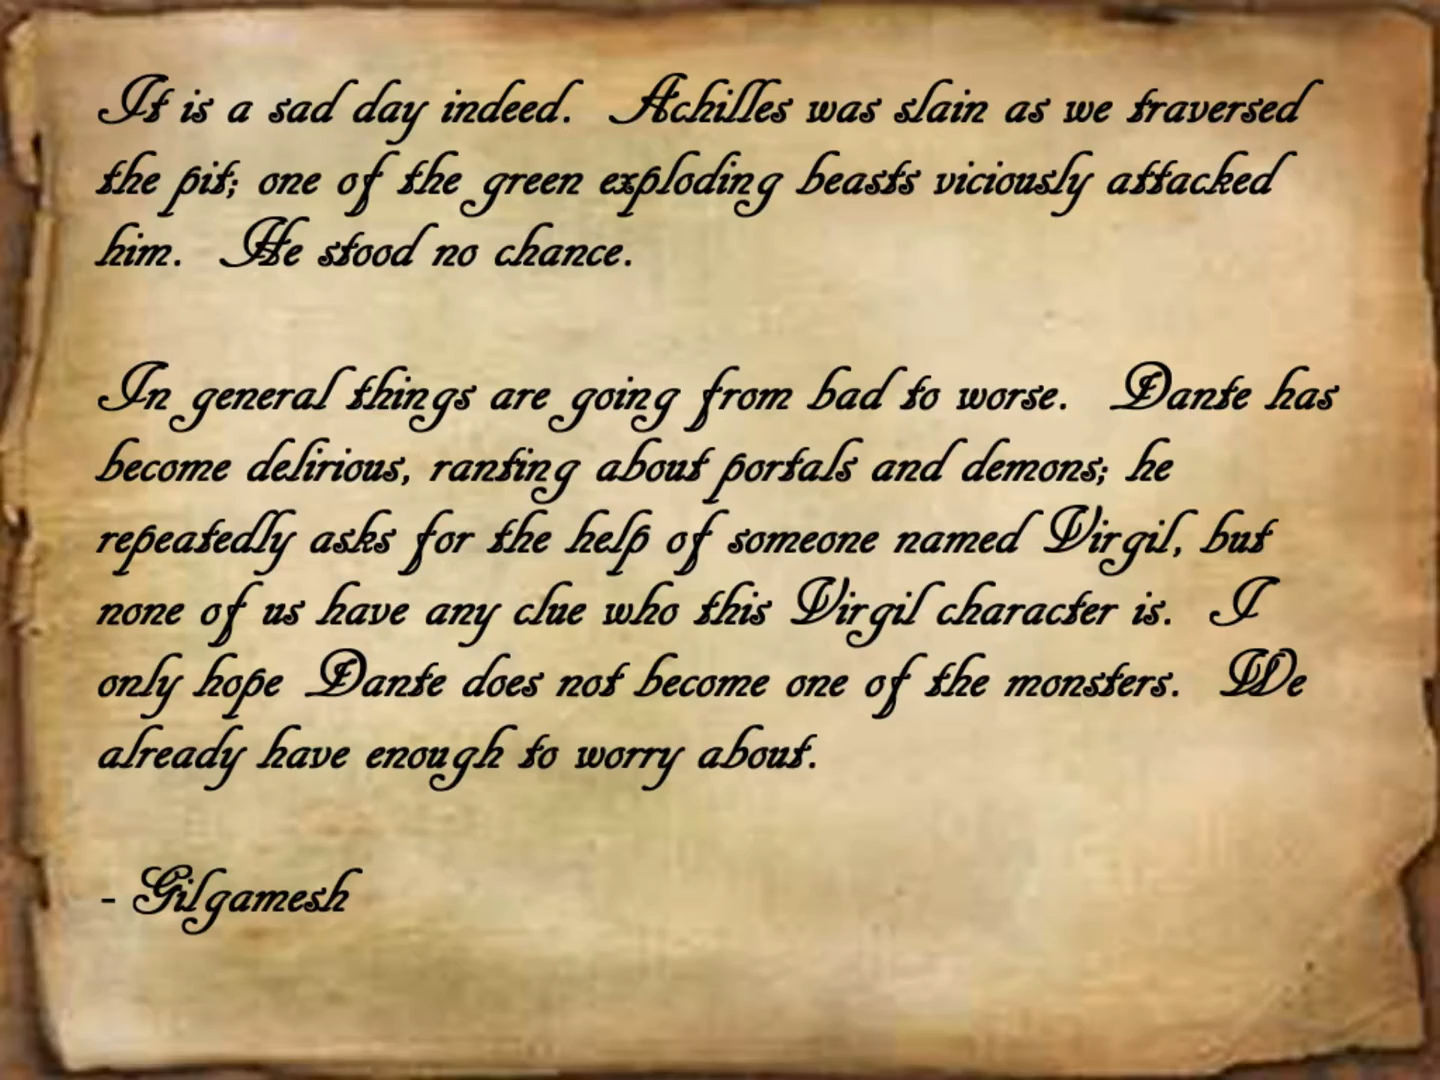 It is a sad day indeed.  Achilles was slain as we traversed
the pit; one of the green exploding beasts viciously attacked
him.  He stood no chance.
In general things are going from bad to worse.  Dante has
become delirious, ranting about portals and demons; he
repeatedly asks for the help of someone named Virgil, but
none of us have any clue who this Virgil character is.  I
only hope Dante does not become one of the monsters.  We
already have enough to worry about.
- Gilgamesh